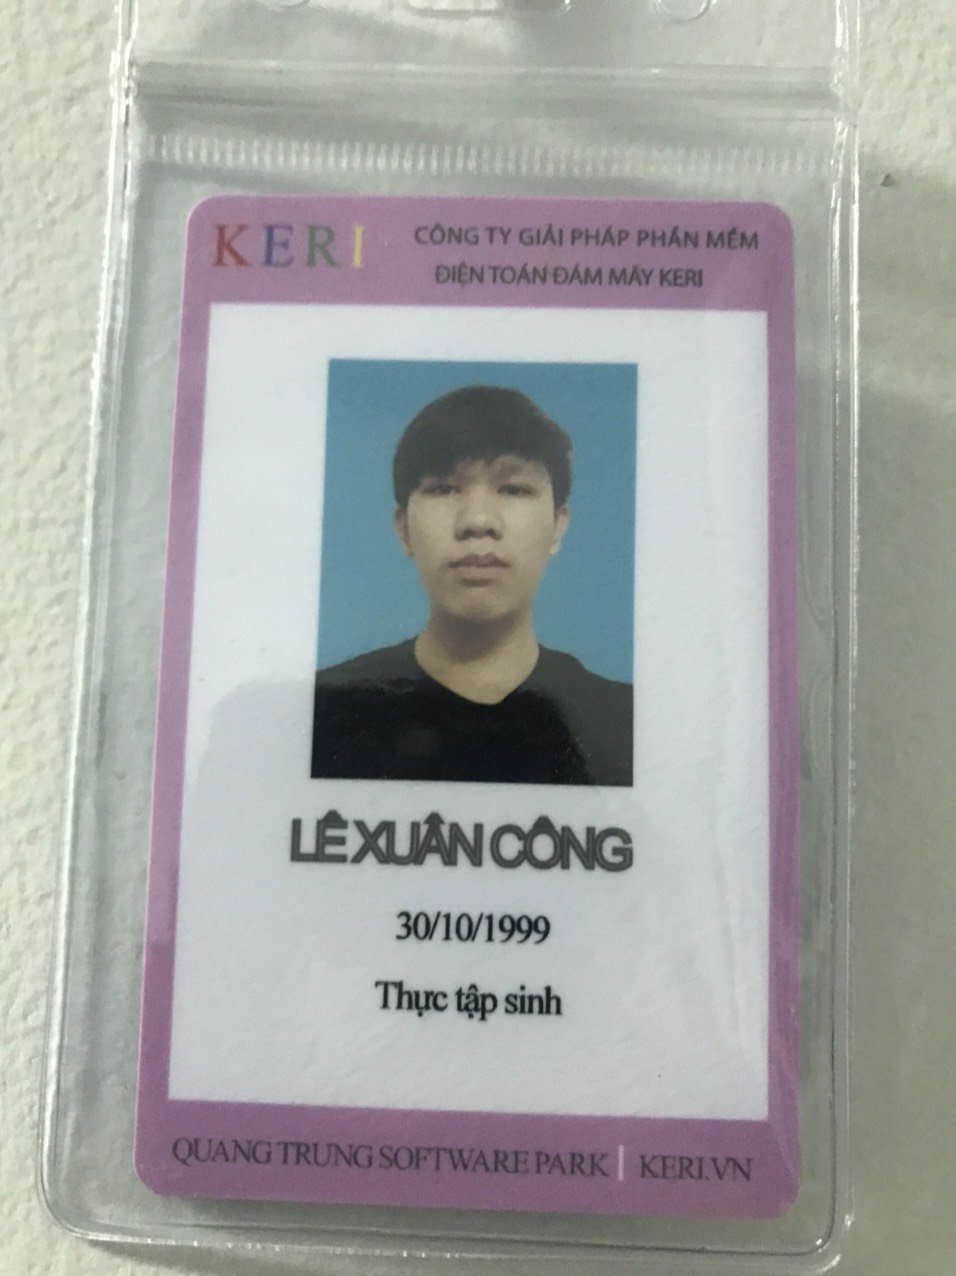 KERI
CÔNG TY GIẢI PHÁP PHẦN MỀM
ĐIỆN TOÁN ĐÁM MÂY KERI
LÊ XUÂN CÔNG
30/10/1999
Thực tập sinh
QUANG TRUNG SOFTWARE PARK | KERI.VN